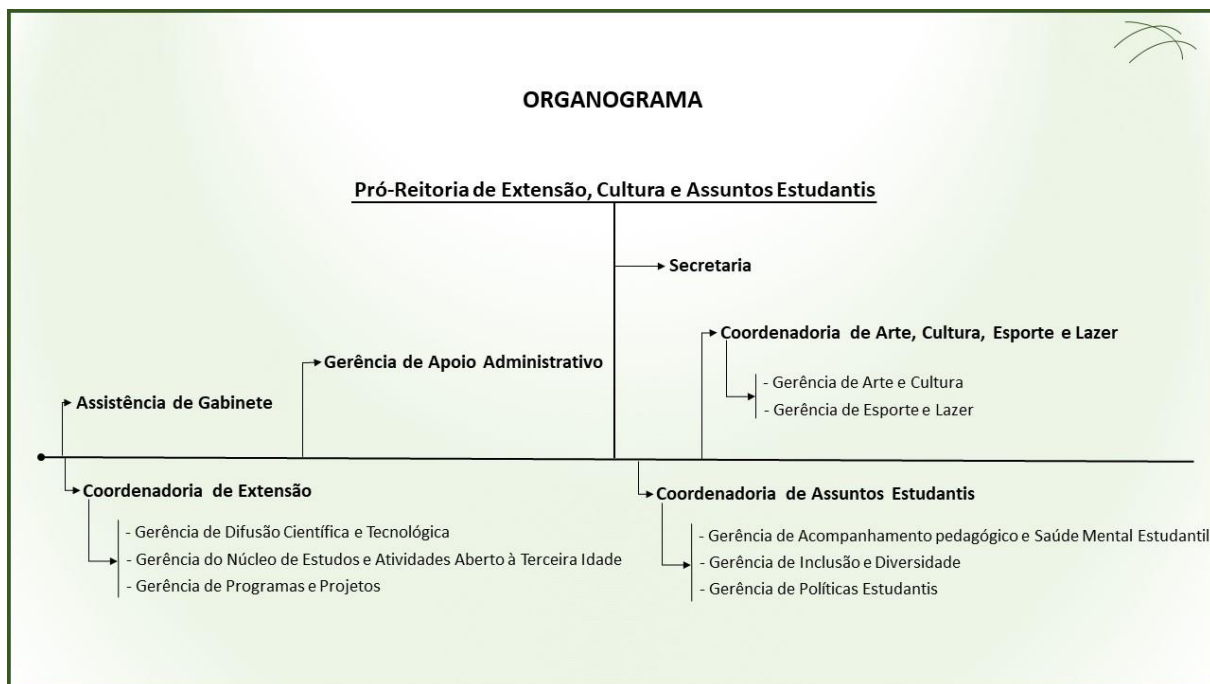 ORGANOGRAMA
Pró-Reitoria de Extensão, Cultura e Assuntos Estudantis
Secretaria
Coordenadoria de Arte, Cultura, Esporte e Lazer
- Gerência de Arte e Cultura
- Gerência de Esporte e Lazer
Gerência de Apoio Administrativo
Assistência de Gabinete
Coordenadoria de Extensão
- Gerência de Difusão Científica e Tecnológica
- Gerência do Núcleo de Estudos e Atividades Aberto à Terceira Idade
- Gerência de Programas e Projetos
Coordenadoria de Assuntos Estudantis
- Gerência de Acompanhamento pedagógico e Saúde Mental Estudantil
- Gerência de Inclusão e Diversidade
- Gerência de Políticas Estudantis